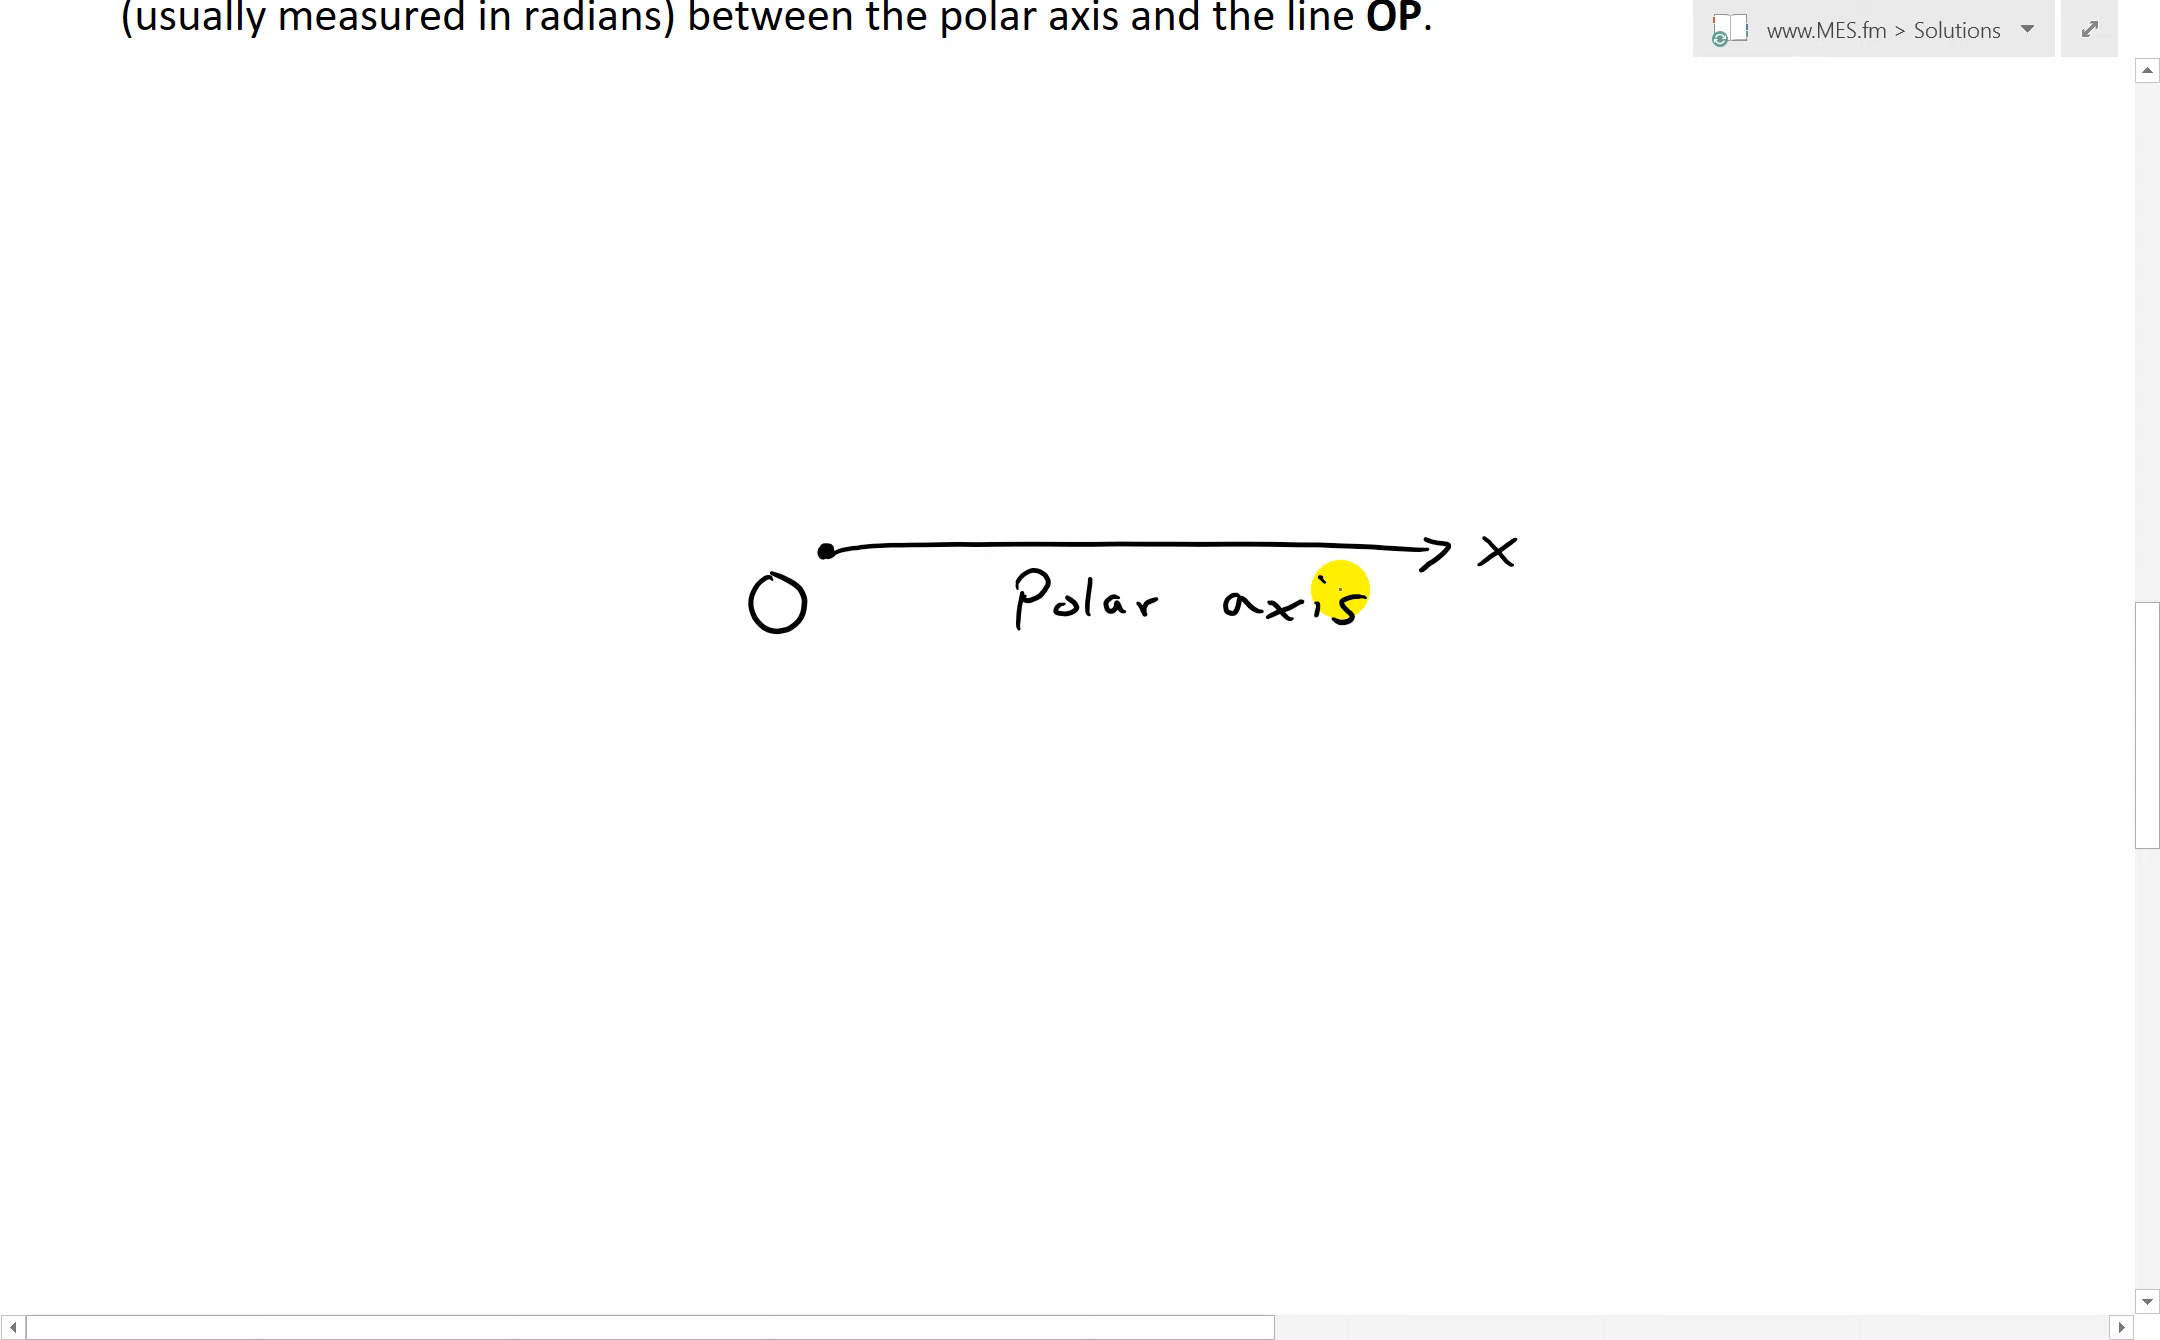 (usually measured in radians) between the polar axis and the line OP.
www.MES.fm > Solutions
x
O
Polar axis